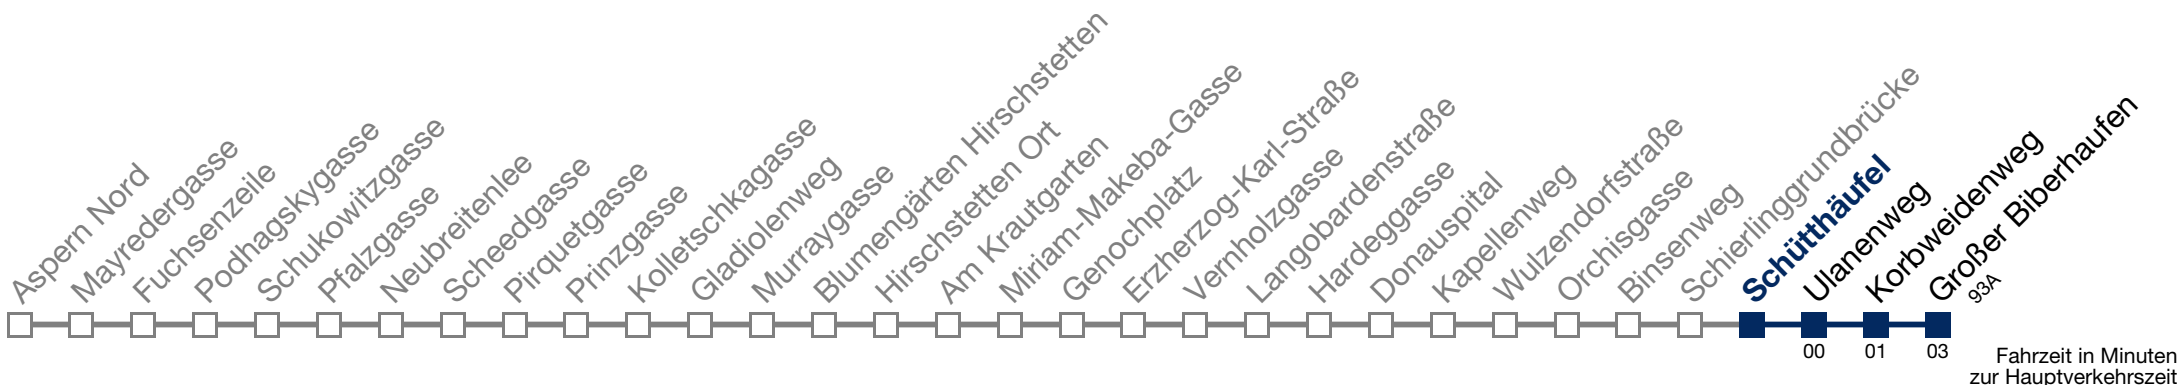 Aspern Nord
Mayredergasse
Fuchsenzeile
Podhagskygasse
Schukowitzgasse
Pfalzgasse
Neubreitenlee
Scheedgasse
Pirquetgasse
Prinzgasse
Kolletschkagasse
Gladiolenweg
Murraygasse
Blumengärten Hirschstetten
Hirschstetten Ort
Am Krautgarten
Miriam-Makeba-Gasse
Genochplatz
Erzherzog-Karl-Straße
Vernholzgasse
Langobardenstraße
Hardeggasse
Donauspital
Kapellenweg
Wulzendorfstraße
Orchisgasse
Binsenweg
Schierlinggrundbrücke
Schütthäufel
Ulanenweg
Korbweidenweg
Großer Biberhaufen
93A
00 01 03
Fahrzeit in Minuten
zur Hauptverkehrszeit